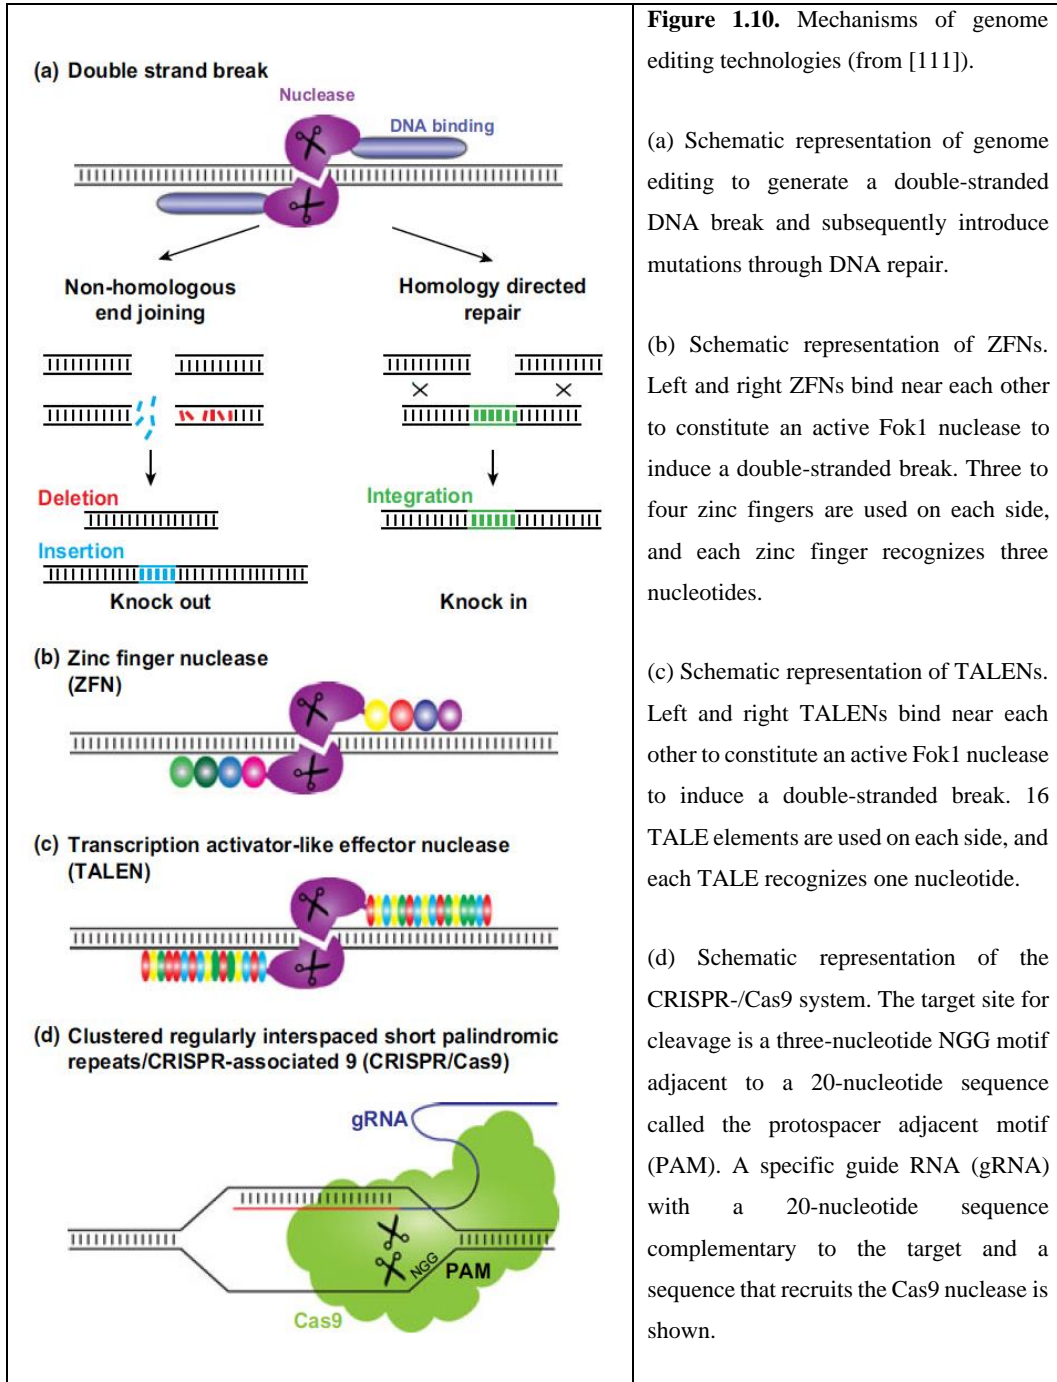 (a) Double strand break
Nuclease
DNA binding
Non-homologous
end joining
Homology directed
repair
Deletion
Integration
Insertion
Knock out
Knock in
(b) Zinc finger nuclease
(ZFN)
(c) Transcription activator-like effector nuclease
(TALEN)
(d) Clustered regularly interspaced short palindromic
repeats/CRISPR-associated 9 (CRISPR/Cas9)
gRNA
NGG
PAM
Cas9
Figure 1.10. Mechanisms of genome
editing technologies (from [111]).
(a) Schematic representation of genome
editing to generate a double-stranded
DNA break and subsequently introduce
mutations through DNA repair.
(b) Schematic representation of ZFNs.
Left and right ZFNs bind near each other
to constitute an active Fok1 nuclease to
induce a double-stranded break. Three to
four zinc fingers are used on each side,
and each zinc finger recognizes three
nucleotides.
(c) Schematic representation of TALENs.
Left and right TALENs bind near each
other to constitute an active Fok1 nuclease
to induce a double-stranded break. 16
TALE elements are used on each side, and
each TALE recognizes one nucleotide.
(d) Schematic representation of the
CRISPR-/Cas9 system. The target site for
cleavage is a three-nucleotide NGG motif
adjacent to a 20-nucleotide sequence
called the protospacer adjacent motif
(PAM). A specific guide RNA (gRNA)
with a 20-nucleotide sequence
complementary to the target and a
sequence that recruits the Cas9 nuclease is
shown.